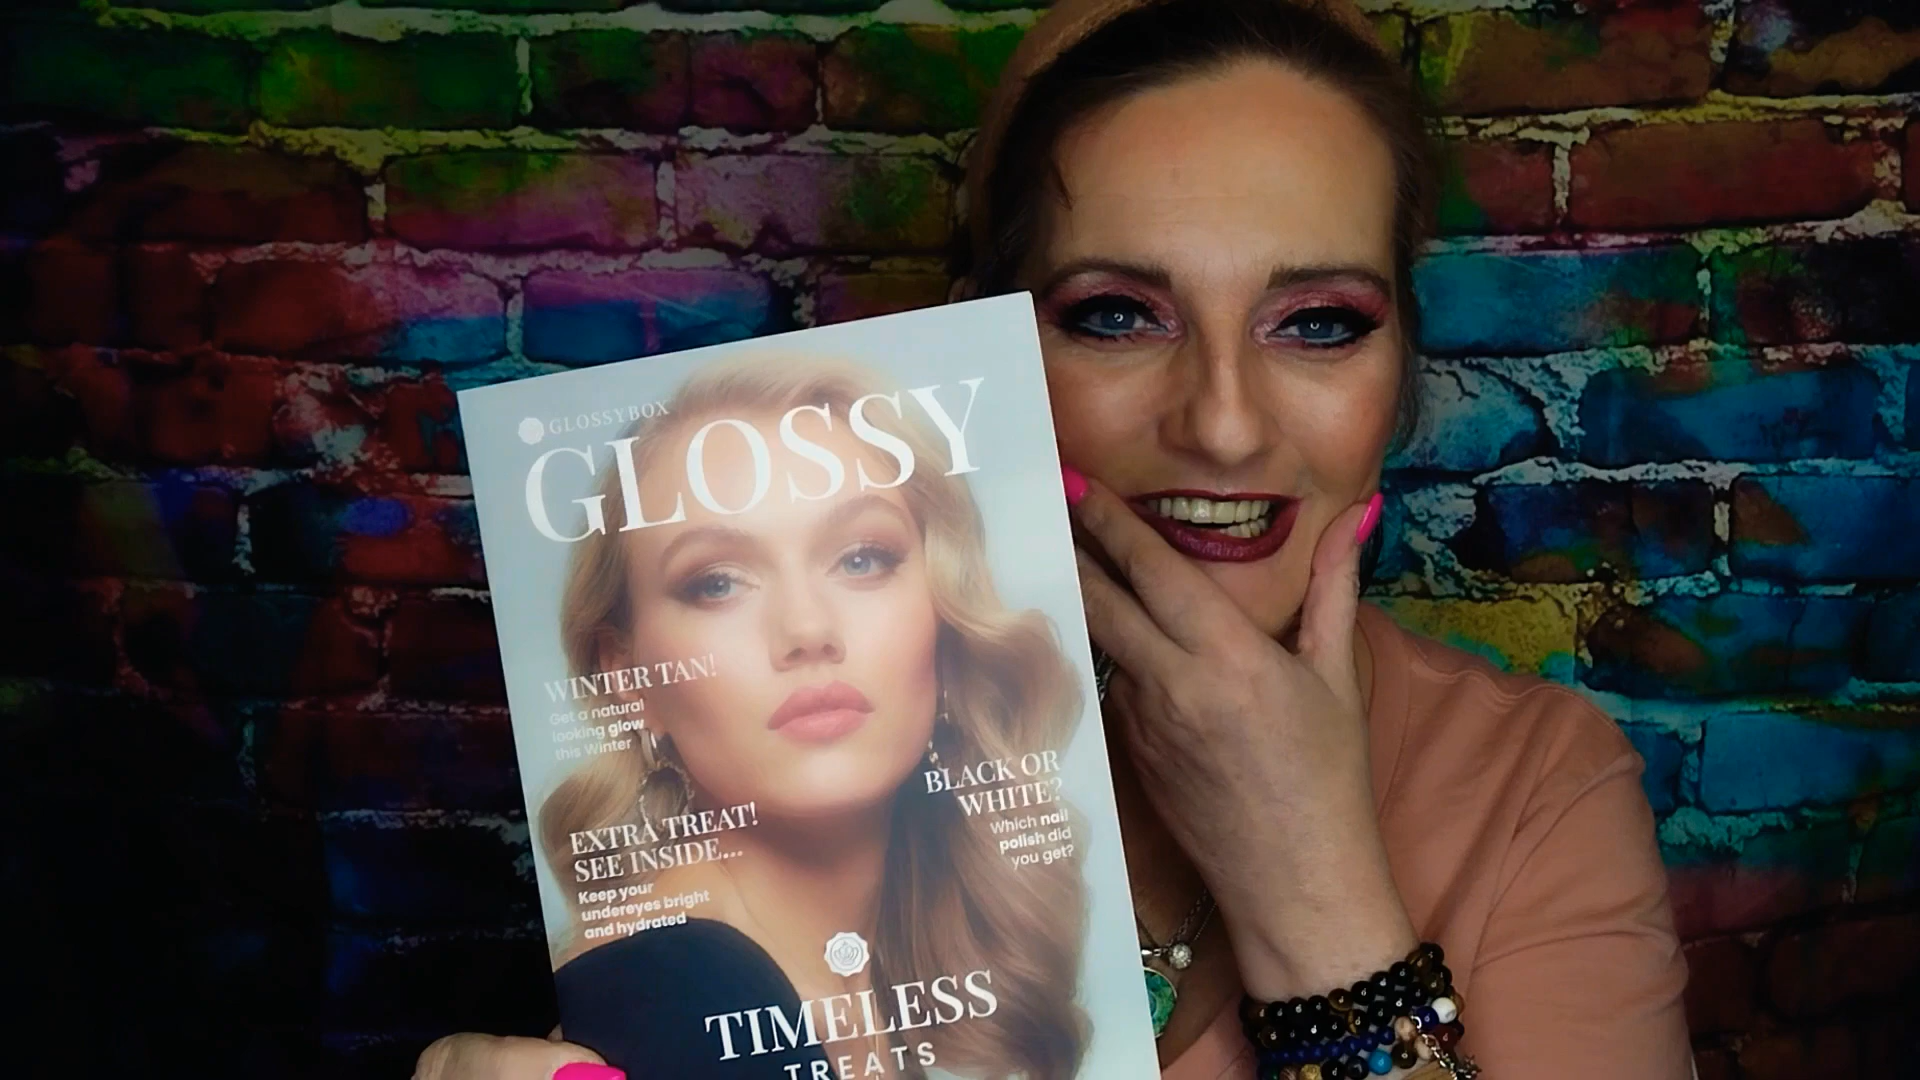 GLOSSYBOX
GLOSSY
WINTER TAN!
Get a natural
looking glow
this Winter
EXTRA TREAT!
SEE INSIDE...
Keep your
undereyes bright
and hydrated
BLACK OR
WHITE?
Which nail
polish did
you get?
TIMELESS
TREATS